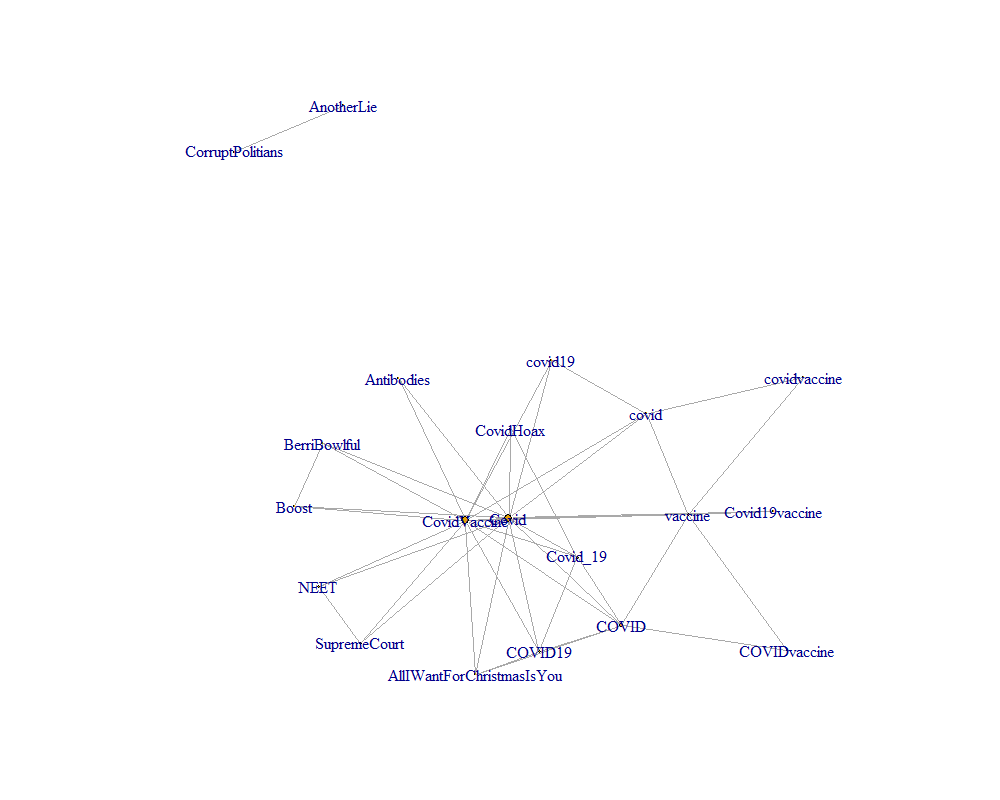 AnotherLie
CorruptPolitians
covid19
Antibodies
covidvaccine
covid
CovidHoax
BerriBowlful
Boost
CovidVaccine
Covid
vaccine
Covid19vaccine
Covid_19
NEET
COVID
SupremeCourt
COVID19
COVIDvaccine
AllIWantForChristmasIsYou